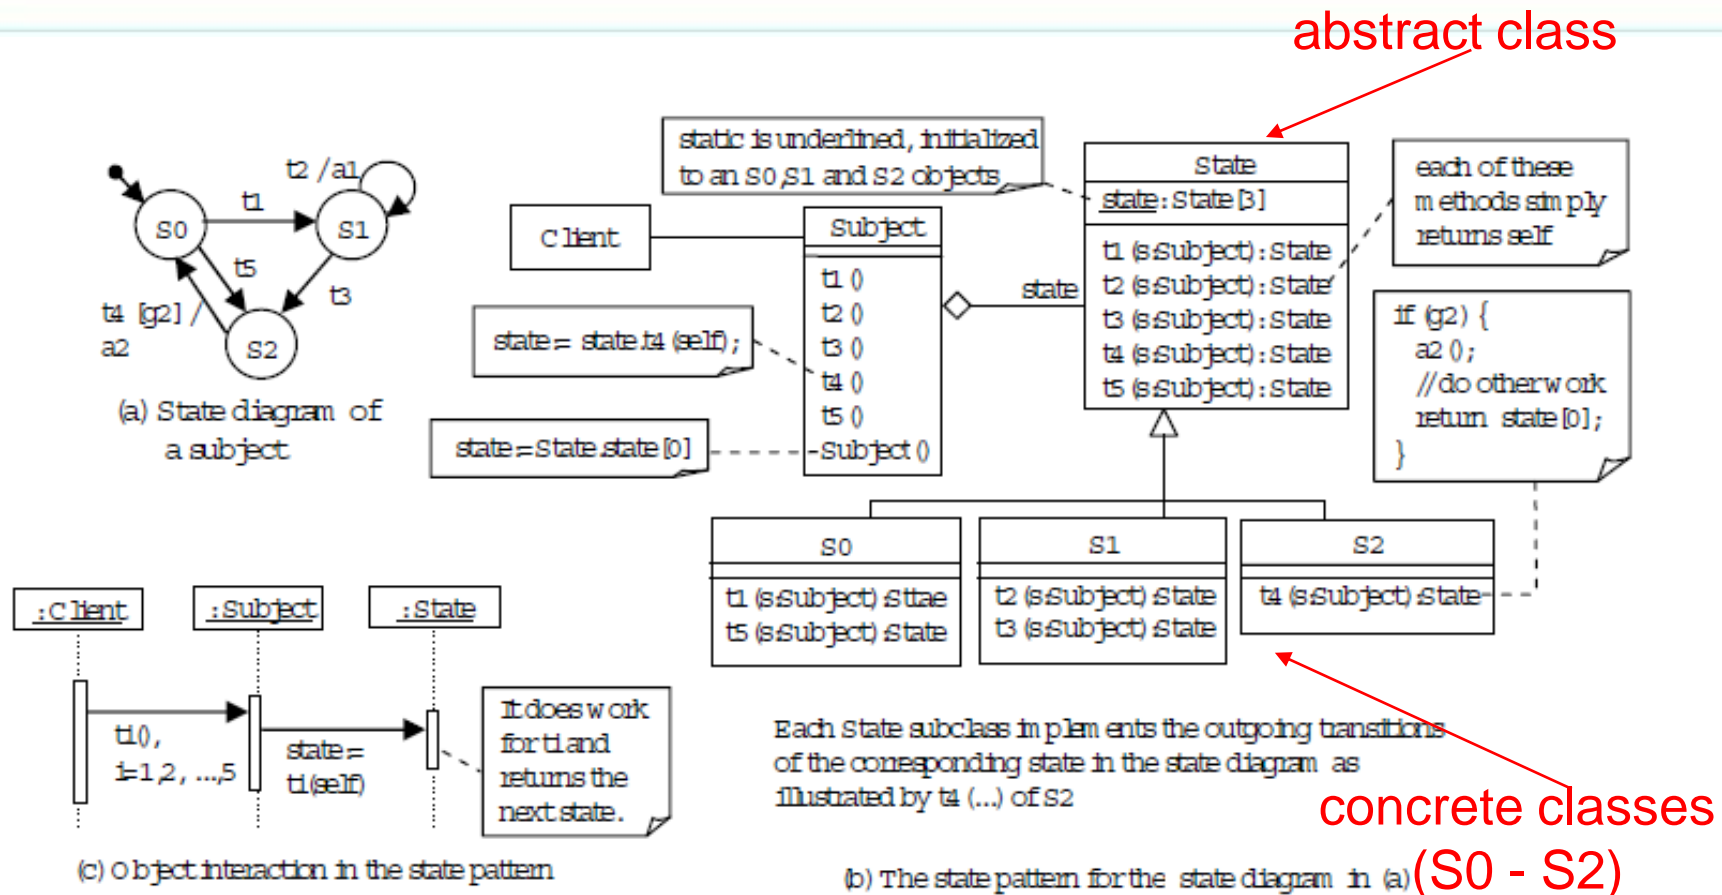 abstract class
static is underlined, initialized
to an S0,S1 and S2 objects
State
state:State[3]
t1(s:Subject):State
t2(s:Subject):State
t3(s:Subject):State
t4(s:Subject):State
t5(s:Subject):State
each of these
methods simply
returns self
t2/a1
t1
S0
S1
t5
t3
t4 [g2]/
a2
S2
(a) State diagram of
a subject
Client
Subject
t1()
t2()
t3()
t4()
t5()
-Subject()
state
state= state.t4(self);
state=State.state[0]
if (g2) {
a2();
//do other work
return state[0];
}
S0
t1(s:Subject):Sttae
t5(s:Subject):State
S1
t2(s:Subject):State
t3(s:Subject):State
S2
t4(s:Subject):State
:Client
:Subject
:State
ti(),
i=1,2, ...,5
state=
ti(self)
It does work
for ti and
returns the
next state.
(c) Object interaction in the state pattern
Each State subclass implements the outgoing transitions
of the corresponding state in the state diagram as
illustrated by t4(...) of S2
concrete classes
(S0 - S2)
(b) The state pattern for the state diagram in (a)